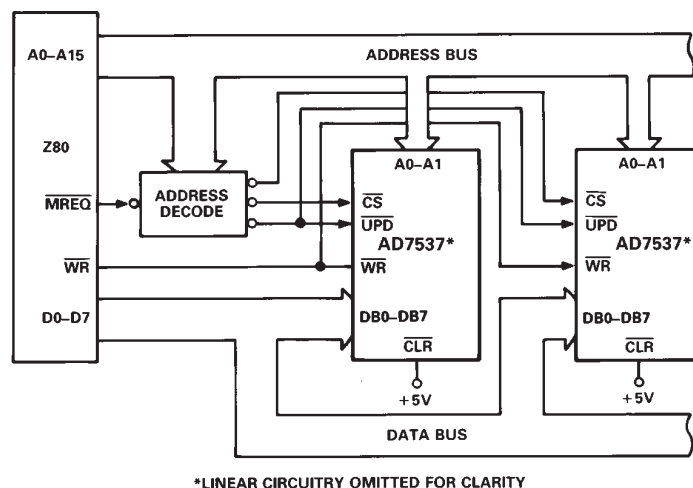 A0–A15
ADDRESS BUS
Z80
A0–A1
A0–A1
MREQ
ADDRESS
DECODE
CS
CS
UPD
UPD
AD7537*
AD7537*
WR
WR
WR
D0–D7
DB0–DB7
DB0–DB7
CLR
CLR
+5V
+5V
DATA BUS
*LINEAR CIRCUITRY OMITTED FOR CLARITY